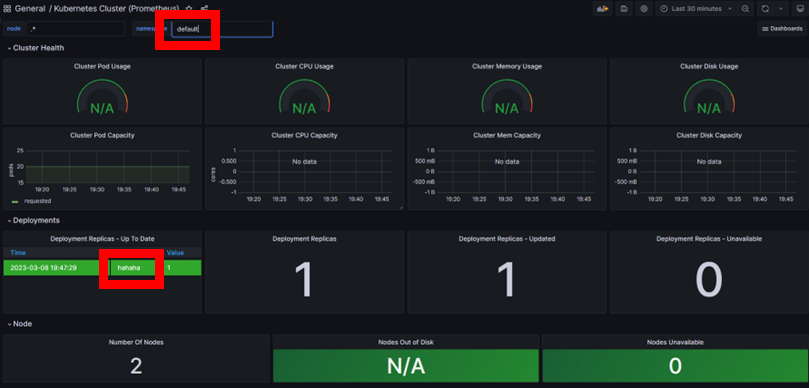 General / Kubernetes Cluster (Prometheus)
Last 30 minutes
node .* namespace default
Dashboards
Cluster Health
Cluster Pod Usage Cluster CPU Usage Cluster Memory Usage Cluster Disk Usage
N/A N/A N/A N/A
Cluster Pod Capacity
25
20
15
pods
19:20 19:25 19:30 19:35 19:40 19:45
requested
Cluster CPU Capacity
1
0.500
0
-0.500
-1
cores
No data
19:20 19:25 19:30 19:35 19:40 19:45
Cluster Mem Capacity
1 B
500 mB
0 B
-500 mB
-1 B
No data
19:20 19:25 19:30 19:35 19:40 19:45
Cluster Disk Capacity
1 B
500 mB
0 B
-500 mB
-1 B
No data
19:20 19:25 19:30 19:35 19:40 19:45
Deployments
Deployment Replicas - Up To Date
Time Value
2023-03-08 19:47:29 hahaha 1
Deployment Replicas
1
Deployment Replicas - Updated
1
Deployment Replicas - Unavailable
0
Node
Number Of Nodes
2
Nodes Out of Disk
N/A
Nodes Unavailable
0